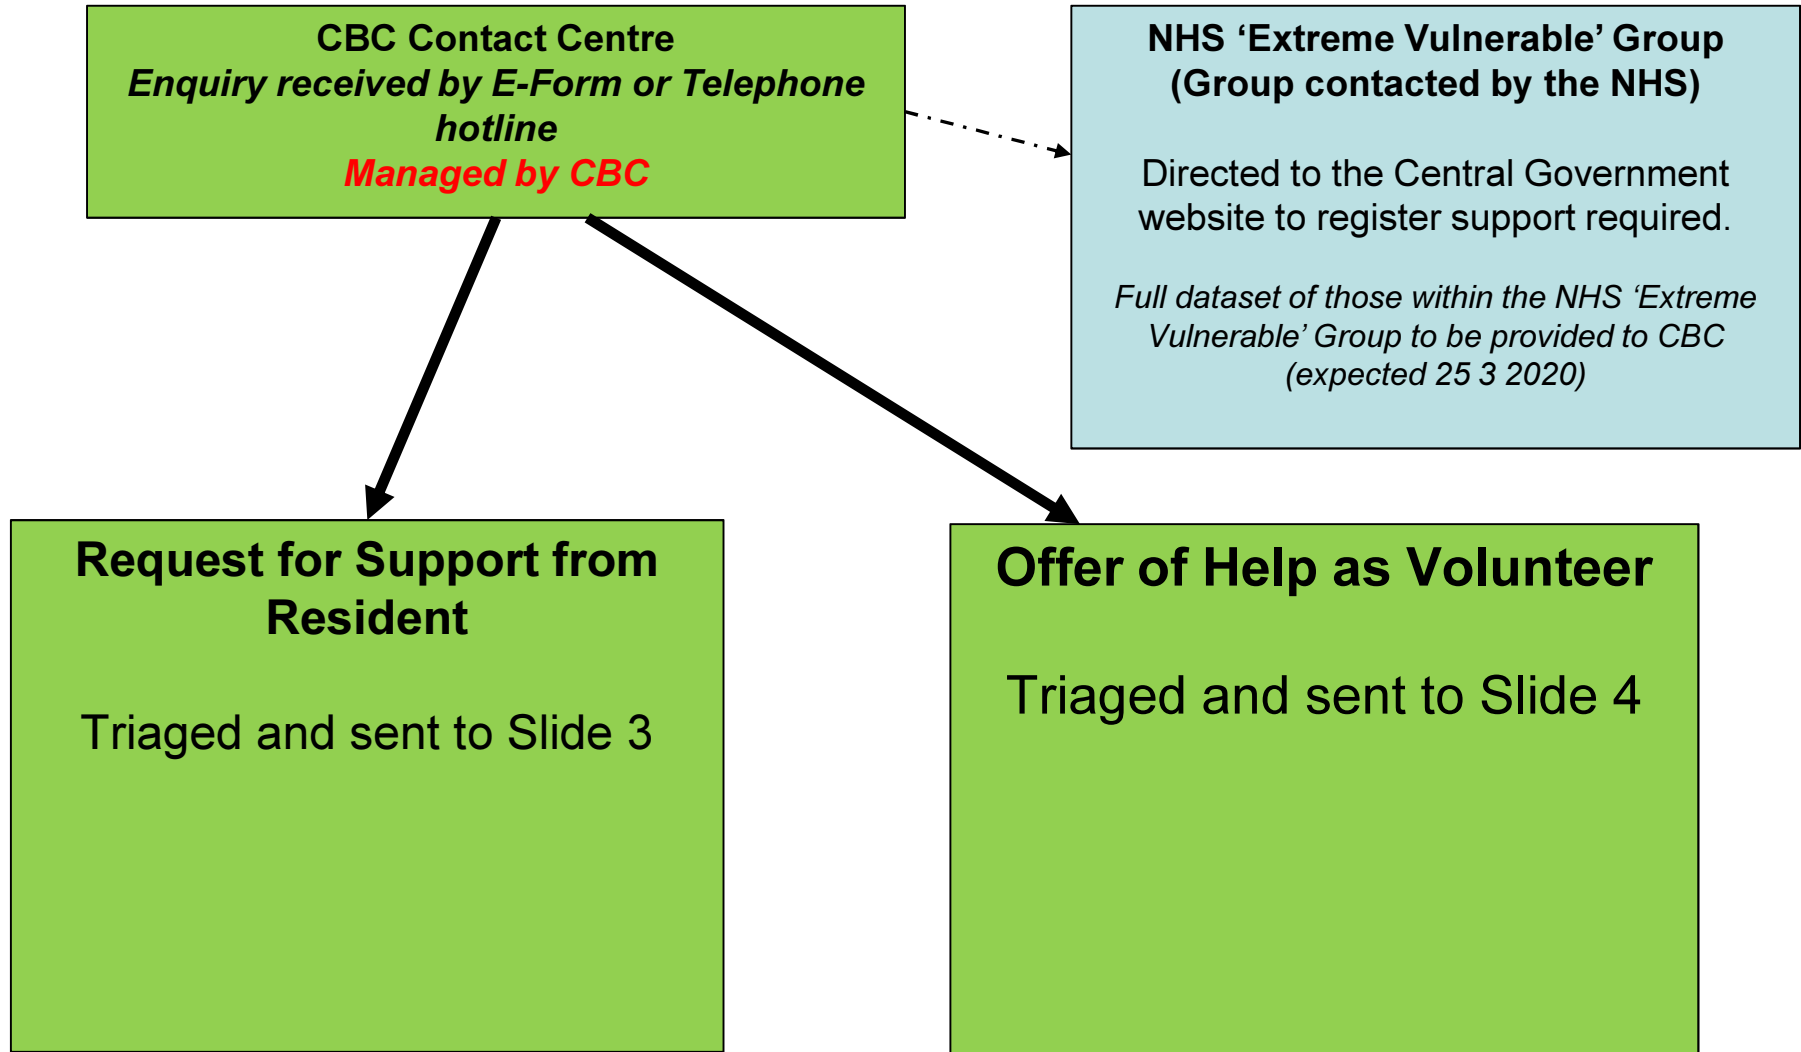 CBC Contact Centre
Enquiry received by E-Form or Telephone
hotline
Managed by CBC
NHS ‘Extreme Vulnerable’ Group
(Group contacted by the NHS)
Directed to the Central Government
website to register support required.
Full dataset of those within the NHS ‘Extreme
Vulnerable’ Group to be provided to CBC
(expected 25 3 2020)
Request for Support from
Resident
Triaged and sent to Slide 3
Offer of Help as Volunteer
Triaged and sent to Slide 4